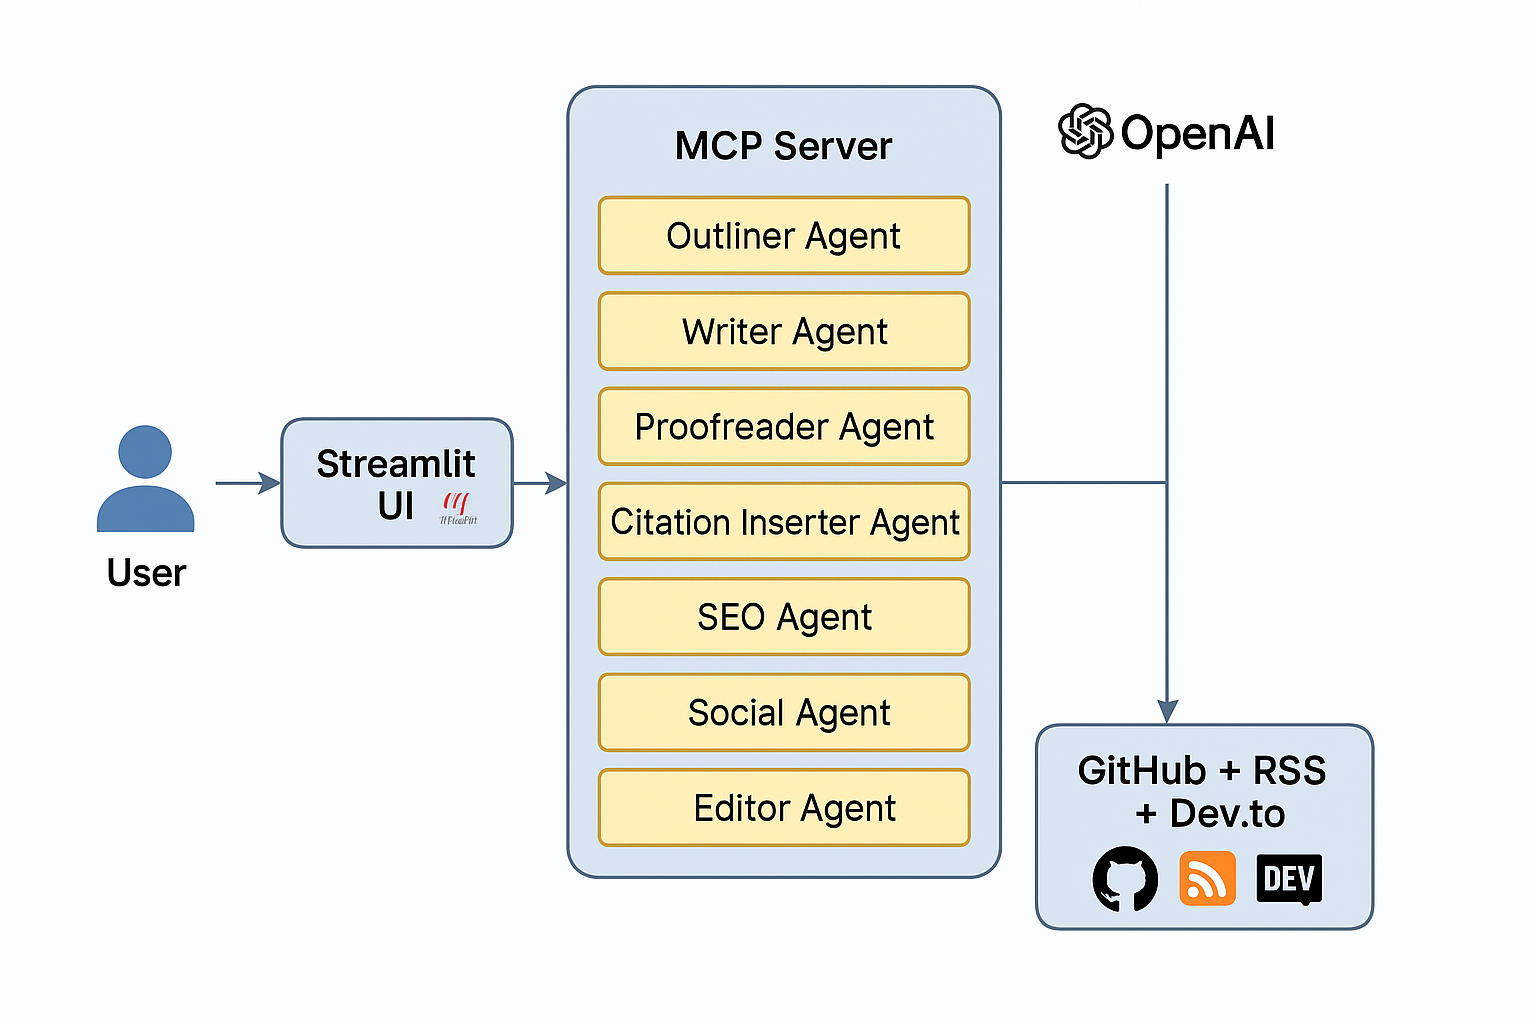 User
Streamlit
UI
MCP Server
Outliner Agent
Writer Agent
Proofreader Agent
Citation Inserter Agent
SEO Agent
Social Agent
Editor Agent
OpenAI
GitHub + RSS
+ Dev.to
DEV